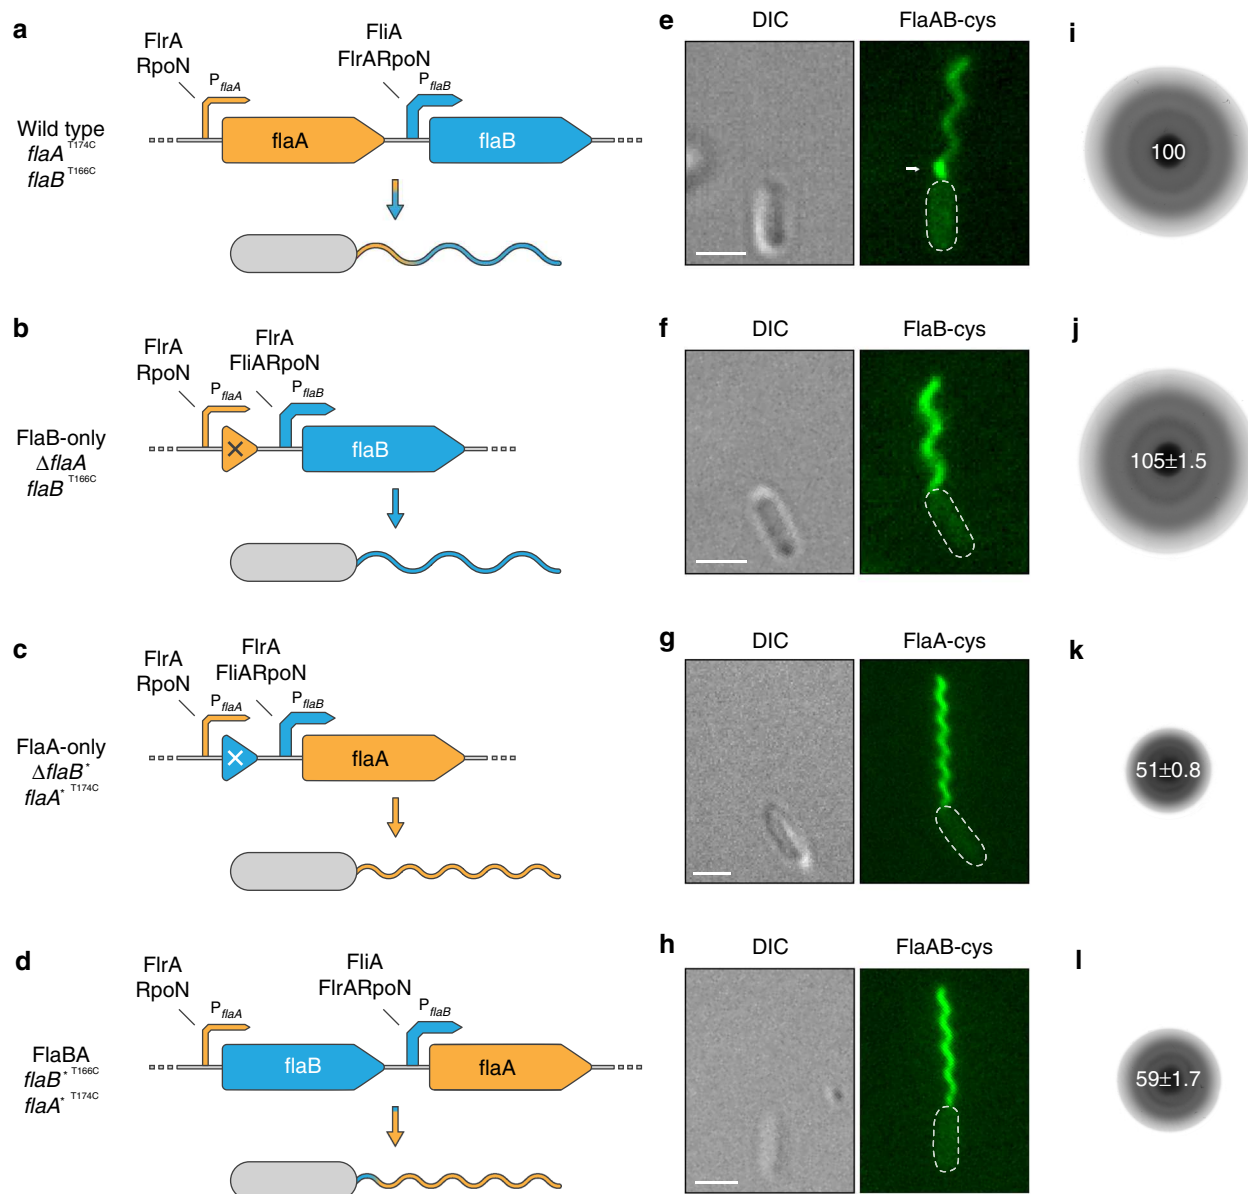 a
FlrA
RpoN
P flaA
FliA
FlrARpoN
P flaB
Wild type
flaA T174C
flaB T166C
flaA
flaB
e
DIC
FlaAB-cys
i
100
b
FlrA
RpoN
P flaA
FlrA
FliARpoN
P flaB
FlaB-only
ΔflaA
flaB T166C
flaB
f
DIC
FlaB-cys
j
105±1.5
c
FlrA
RpoN
P flaA
FlrA
FliARpoN
P flaB
FlaA-only
ΔflaB*
flaA* T174C
flaA
g
DIC
FlaA-cys
k
51±0.8
d
FlrA
RpoN
P flaA
FliA
FlrARpoN
P flaB
FlaBA
flaB* T166C
flaA* T174C
flaB
flaA
h
DIC
FlaAB-cys
l
59±1.7